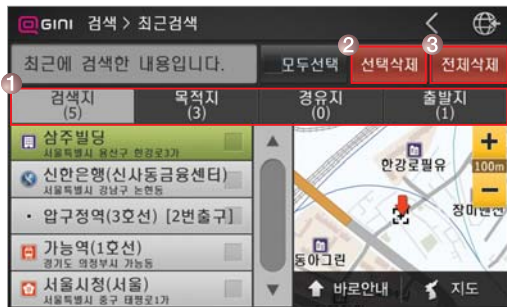 GINI 검색 > 최근검색
최근에 검색한 내용입니다.
모두선택
2
선택삭제
3
전체삭제
1
검색지
(5)
목적지
(3)
경유지
(0)
출발지
(1)
삼주빌딩
서울특별시 용산구 한강로3가
신한은행(신사동금융센터)
서울특별시 강남구 논현동
· 압구정역(3호선) [2번출구]
가능역(1호선)
경기도 의정부시 가능동
서울시청(서울)
서울특별시 중구 태평로1가
한강로필유
+
100m
−
장미맨션
동아그린
바로안내
지도